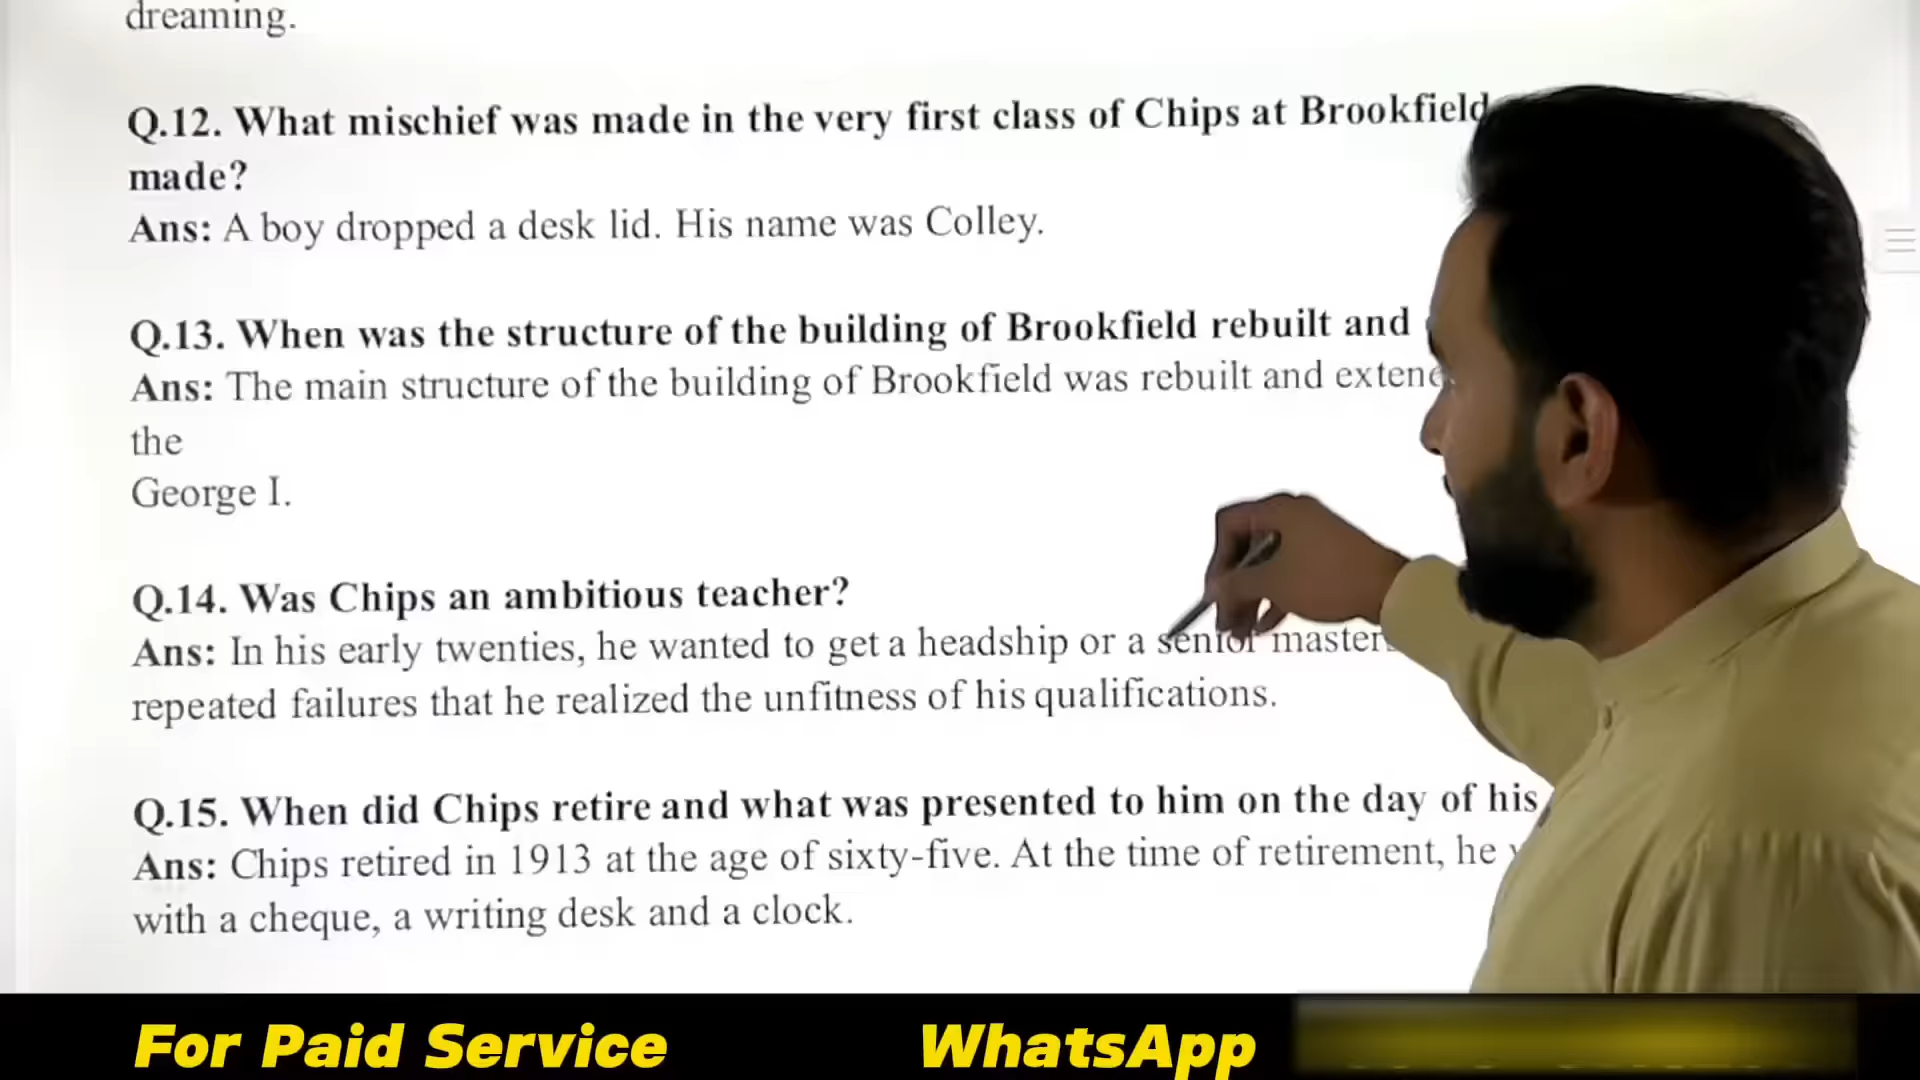 dreaming.
Q.12. What mischief was made in the very first class of Chips at Brookfield
made?
Ans: A boy dropped a desk lid. His name was Colley.
Q.13. When was the structure of the building of Brookfield rebuilt and
Ans: The main structure of the building of Brookfield was rebuilt and
the
George I.
Q.14. Was Chips an ambitious teacher?
Ans: In his early twenties, he wanted to get a headship or a senior
repeated failures that he realized the unfitness of his qualifications.
Q.15. When did Chips retire and what was presented to him on the day of his
Ans: Chips retired in 1913 at the age of sixty-five. At the time of retirement, he
with a cheque, a writing desk and a clock.
For Paid Service WhatsApp